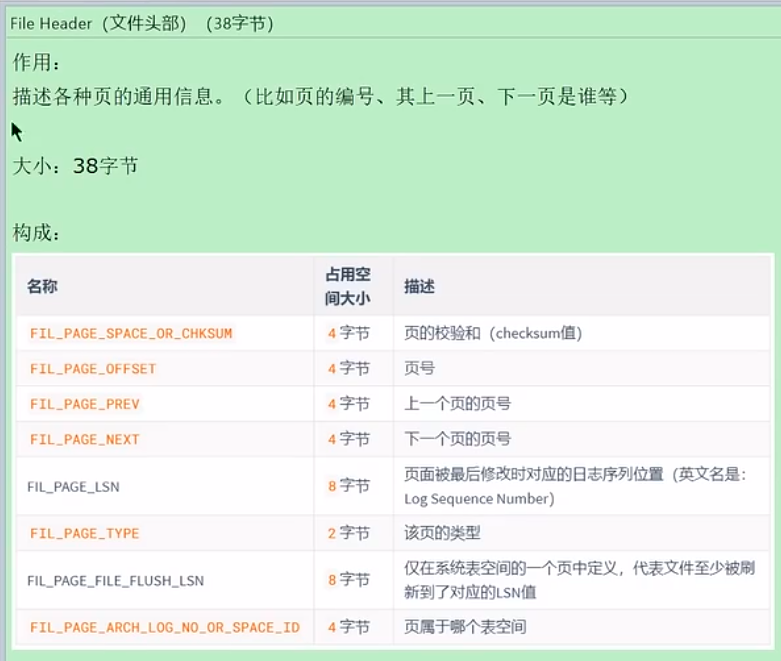 File Header（文件头部）（38字节）
作用：
描述各种页的通用信息。（比如页的编号、其上一页、下一页是谁等）
大小：38字节
构成：
名称 占用空间大小 描述
FIL_PAGE_SPACE_OR_CHKSUM 4 字节 页的校验和（checksum值）
FIL_PAGE_OFFSET 4 字节 页号
FIL_PAGE_PREV 4 字节 上一个页的页号
FIL_PAGE_NEXT 4 字节 下一个页的页号
FIL_PAGE_LSN 8 字节 页面被最后修改时对应的日志序列位置（英文名是：
Log Sequence Number）
FIL_PAGE_TYPE 2 字节 该页的类型
FIL_PAGE_FILE_FLUSH_LSN 8 字节 仅在系统表空间的一个页中定义，代表文件至少被刷
新到了对应的LSN值
FIL_PAGE_ARCH_LOG_NO_OR_SPACE_ID 4 字节 页属于哪个表空间